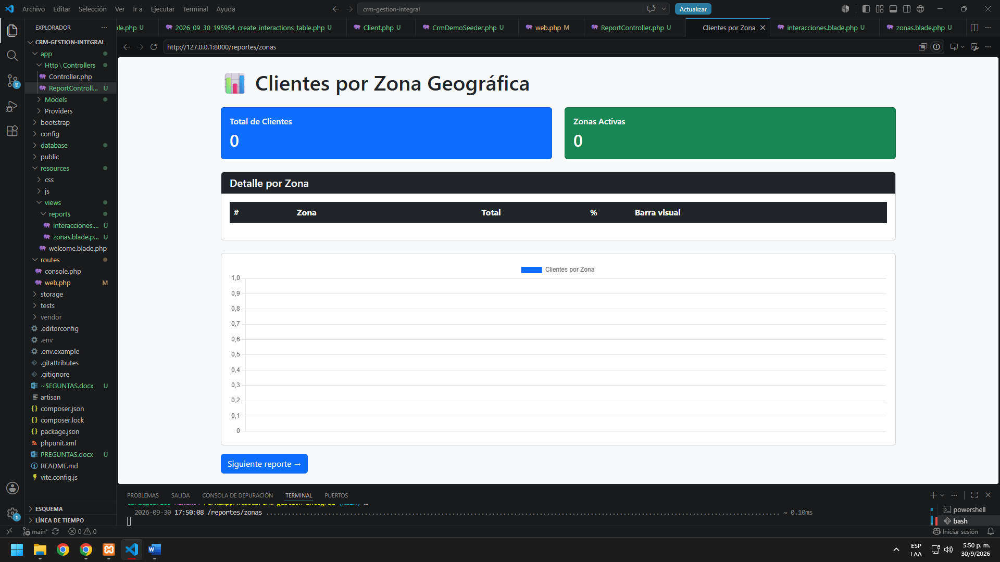 Archivo Editar Selección Ver Ir a Ejecutar Terminal Ayuda
crm-gestion-integral
Actualizar
EXPLORADOR
ble.php U
2026_09_30_195954_create_interactions_table.php U
Client.php U
CrmDemoSeeder.php U
web.php M
ReportController.php U
Clientes por Zona
interacciones.blade.php U
zonas.blade.php U
http://127.0.0.1:8000/reportes/zonas
CRM-GESTION-INTEGRAL
app
Http\Controllers
Controller.php
ReportControll... U
Models
Providers
bootstrap
config
database
public
resources
css
js
views
reports
interacciones.... U
zonas.blade.p... U
welcome.blade.php
routes
console.php
web.php M
storage
tests
vendor
.editorconfig
.env
.env.example
.gitattributes
.gitignore
~$EGUNTAS.docx U
artisan
composer.json
composer.lock
package.json
phpunit.xml
PREGUNTAS.docx U
README.md
vite.config.js
ESQUEMA
LÍNEA DE TIEMPO
11
1
Clientes por Zona Geográfica
Total de Clientes
0
Zonas Activas
0
Detalle por Zona
# Zona Total % Barra visual
Clientes por Zona
1,0
0,9
0,8
0,7
0,6
0,5
0,4
0,3
0,2
0,1
0
Siguiente reporte →
PROBLEMAS SALIDA CONSOLA DE DEPURACIÓN TERMINAL PUERTOS
2026-09-30 17:50:08 /reportes/zonas ~ 0.10ms
powershell
bash
main* 0 0
Iniciar sesión
ESP
LAA
5:50 p. m.
30/9/2026